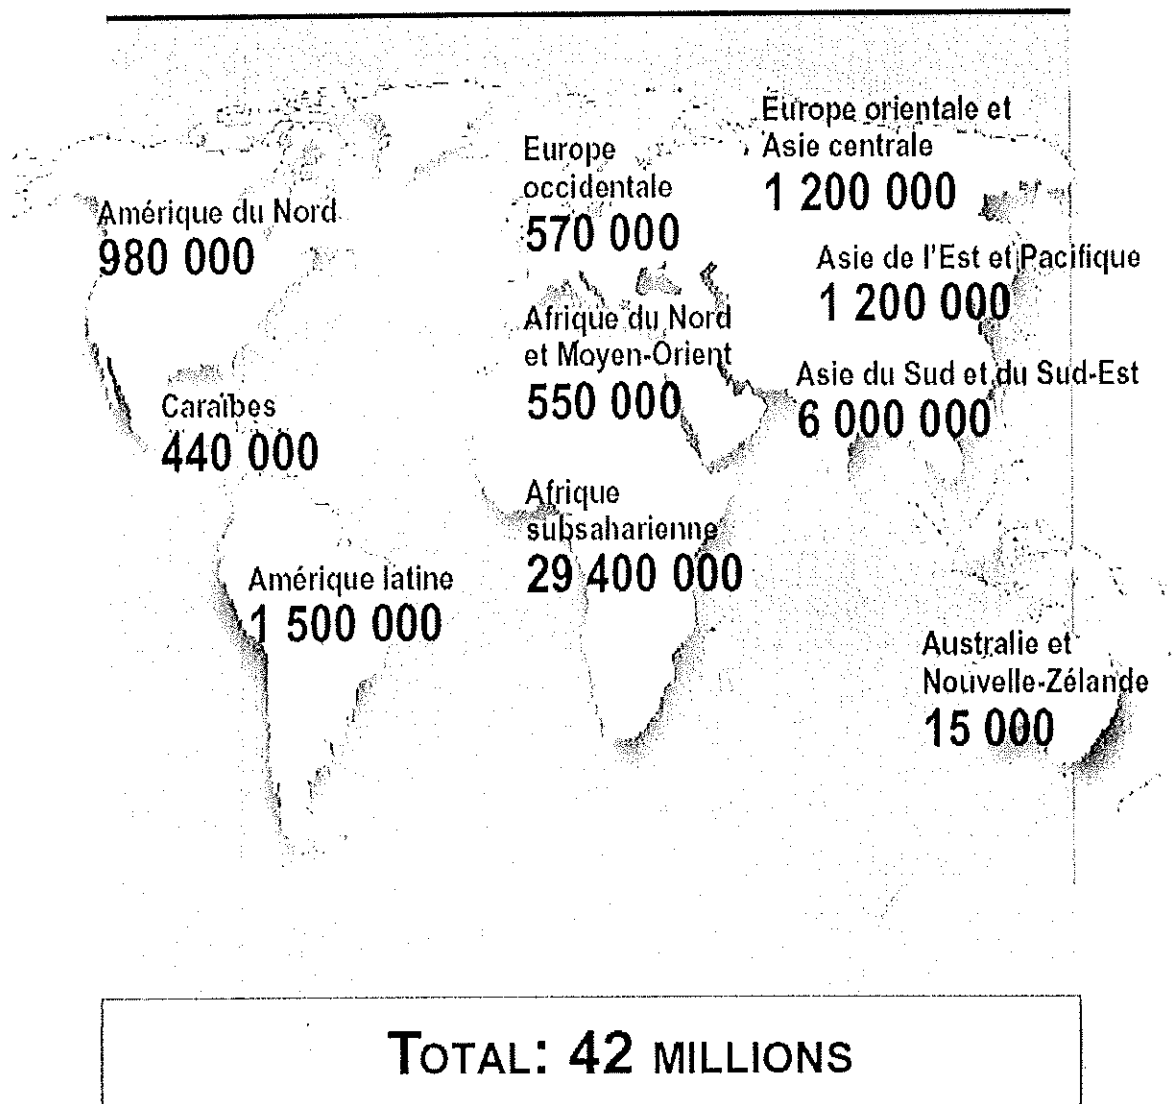 Europe orientale et
Asie centrale
1 200 000
Europe
occidentale
570 000
Amérique du Nord
980 000
Asie de l'Est et Pacifique
1 200 000
Afrique du Nord
et Moyen-Orient
550 000
Asie du Sud et du Sud-Est
6 000 000
Caraïbes
440 000
Afrique
subsaharienne
29 400 000
Amérique latine
1 500 000
Australie et
Nouvelle-Zélande
15 000
TOTAL: 42 MILLIONS